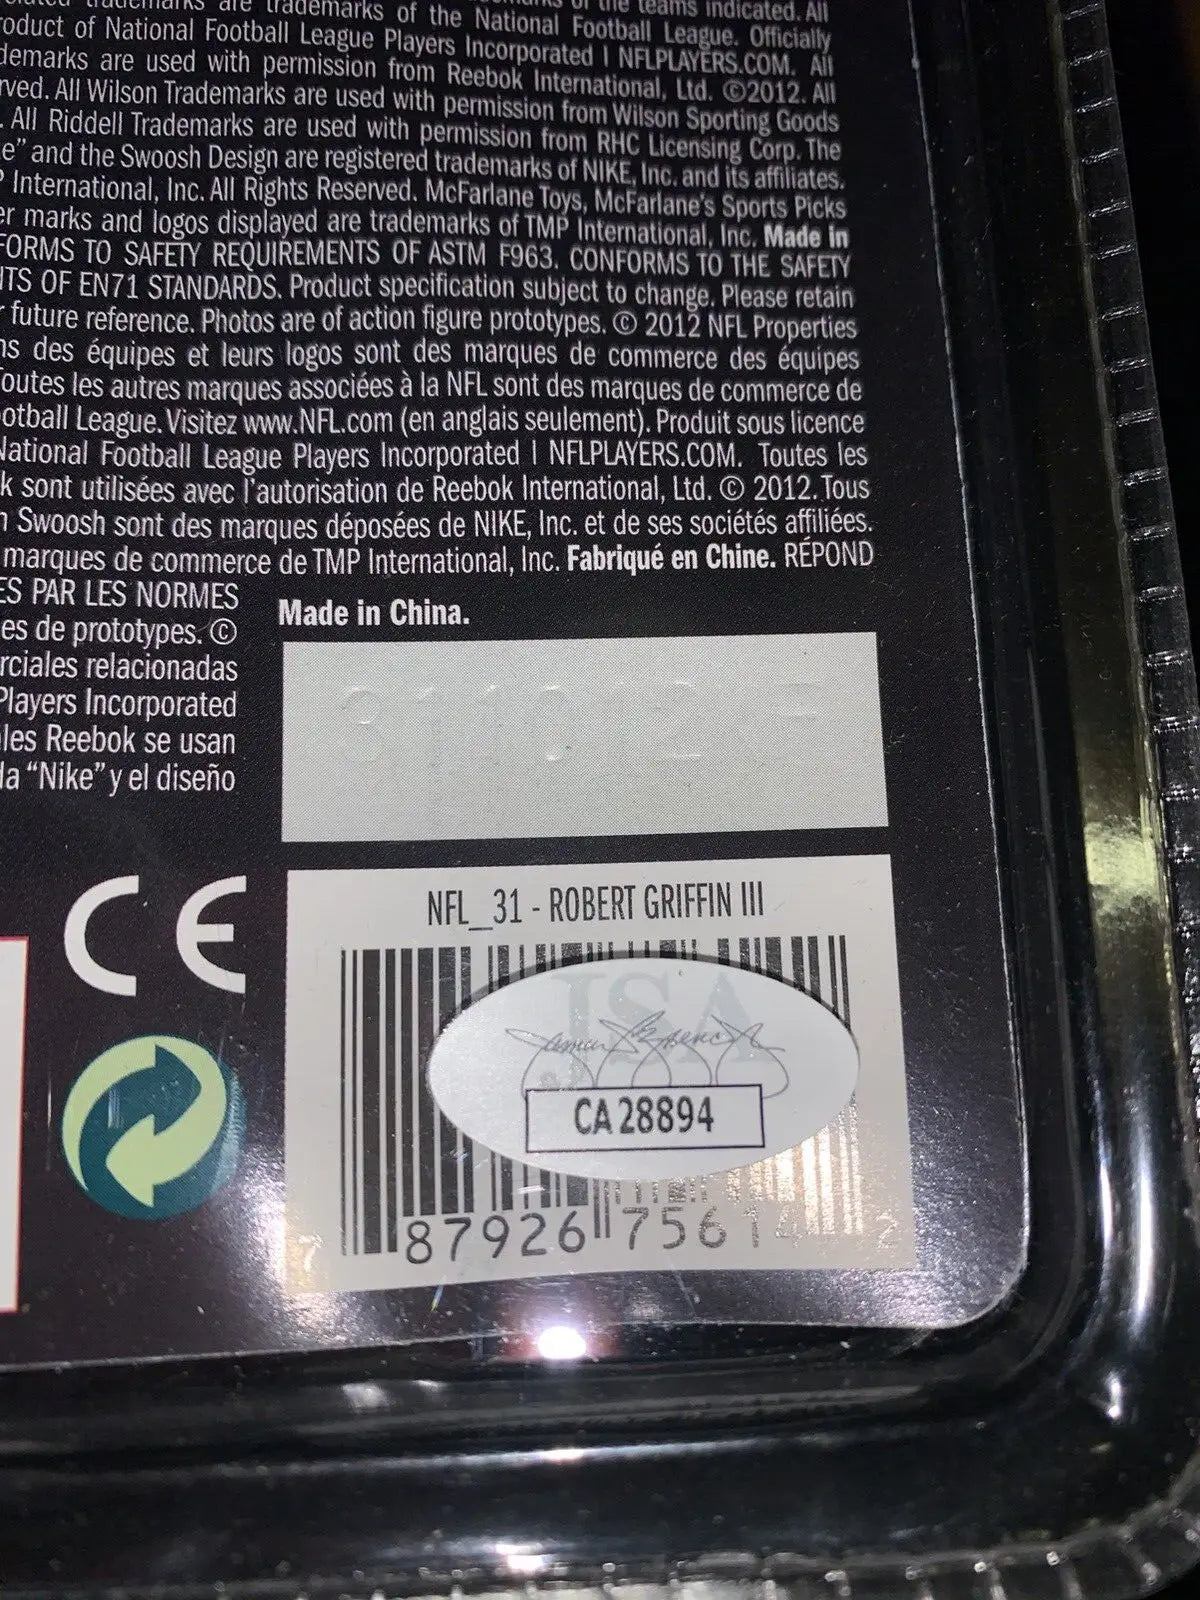 trademarks are trademarks of the National Football League. Officially
of the teams indicated. All
of National Football League Players Incorporated | NFLPLAYERS.COM. All
are used with permission from Reebok International, Ltd. ©2012. All
All Wilson Trademarks are used with permission from Wilson Sporting Goods
. All Riddell Trademarks are used with permission from RHC Licensing Corp. The
e” and the Swoosh Design are registered trademarks of NIKE, Inc. and its affiliates.
P International, Inc. All Rights Reserved. McFarlane Toys, McFarlane's Sports Picks
er marks and logos displayed are trademarks of TMP International, Inc. Made in
FORMS TO SAFETY REQUIREMENTS OF ASTM F963. CONFORMS TO THE SAFETY
TS OF EN71 STANDARDS. Product specification subject to change. Please retain
r future reference. Photos are of action figure prototypes. © 2012 NFL Properties
ns des équipes et leurs logos sont des marques de commerce des équipes
Toutes les autres marques associées à la NFL sont des marques de commerce de
ootball League. Visitez www.NFL.com (en anglais seulement). Produit sous licence
National Football League Players Incorporated | NFLPLAYERS.COM. Toutes les
k sont utilisées avec l'autorisation de Reebok International, Ltd. © 2012. Tous
n Swoosh sont des marques déposées de NIKE, Inc. et de ses sociétés affiliées.
marques de commerce de TMP International, Inc. Fabriqué en Chine. RÉPOND
ES PAR LES NORMES
es de prototypes. ©
rciales relacionadas
Players Incorporated
les Reebok se usan
la “Nike” y el diseño
Made in China.
CE
NFL_31 - ROBERT GRIFFIN III
JSA
CA28894
7 87926 75614 2